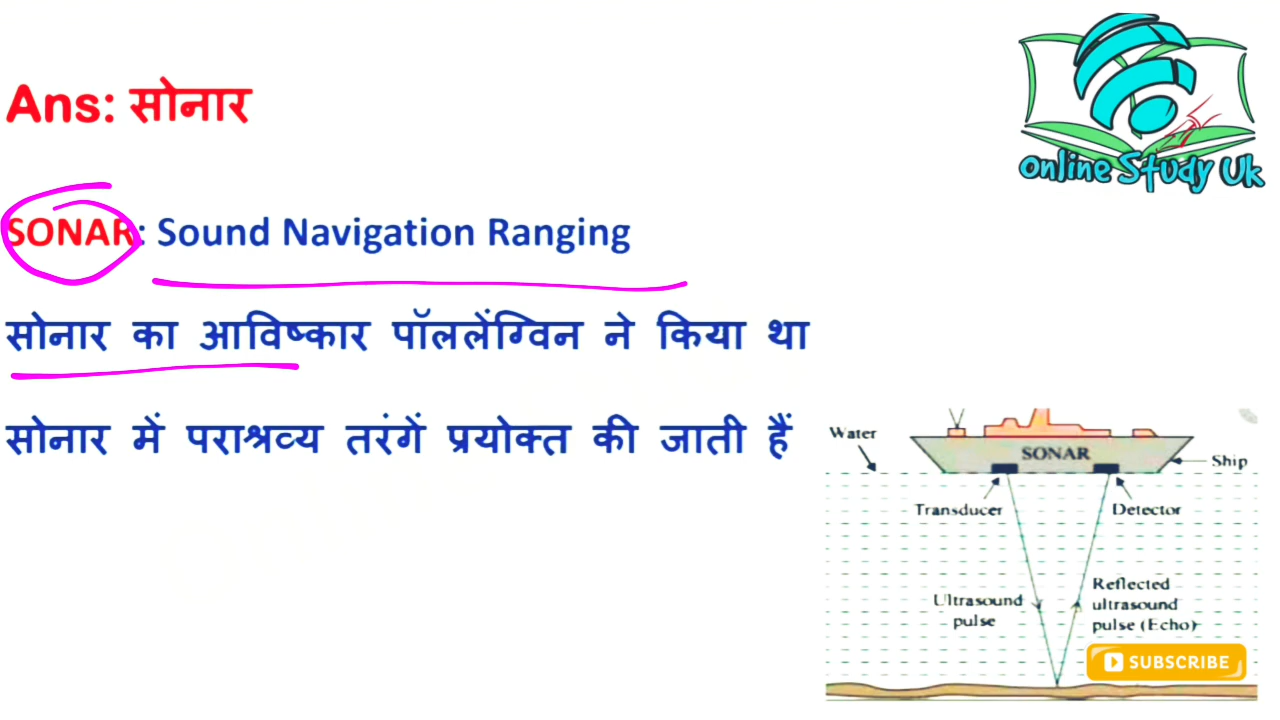 Ans: सोनार
Online Study Uk
SONAR: Sound Navigation Ranging
सोनार का आविष्कार पॉललेंग्विन ने किया था
सोनार में पराश्रव्य तरंगें प्रयोक्त की जाती हैं
Water
SONAR
Ship
Transducer
Detector
Ultrasound
pulse
Reflected
ultrasound
pulse (Echo)
SUBSCRIBE